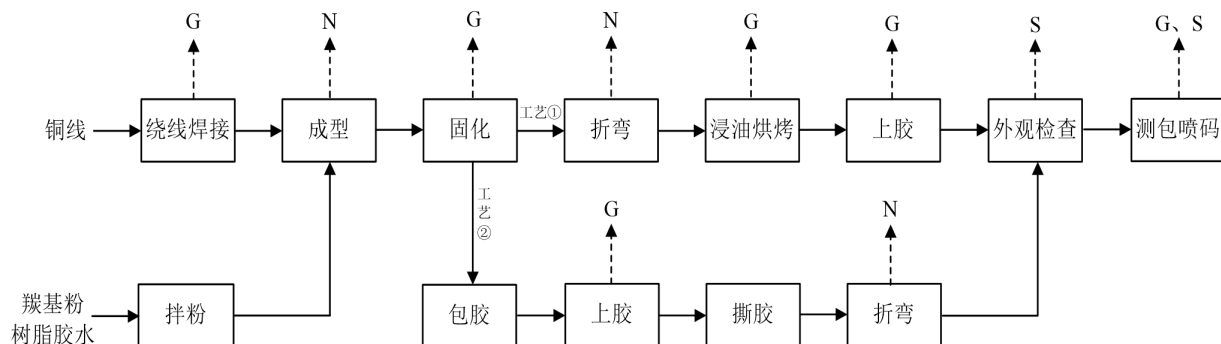 G
N
G
N
G
G
S
G、S
铜线
绕线焊接
成型
固化
工艺①
折弯
浸油烘烤
上胶
外观检查
测包喷码
工
艺
②
G
N
羰基粉
树脂胶水
拌粉
包胶
上胶
撕胶
折弯